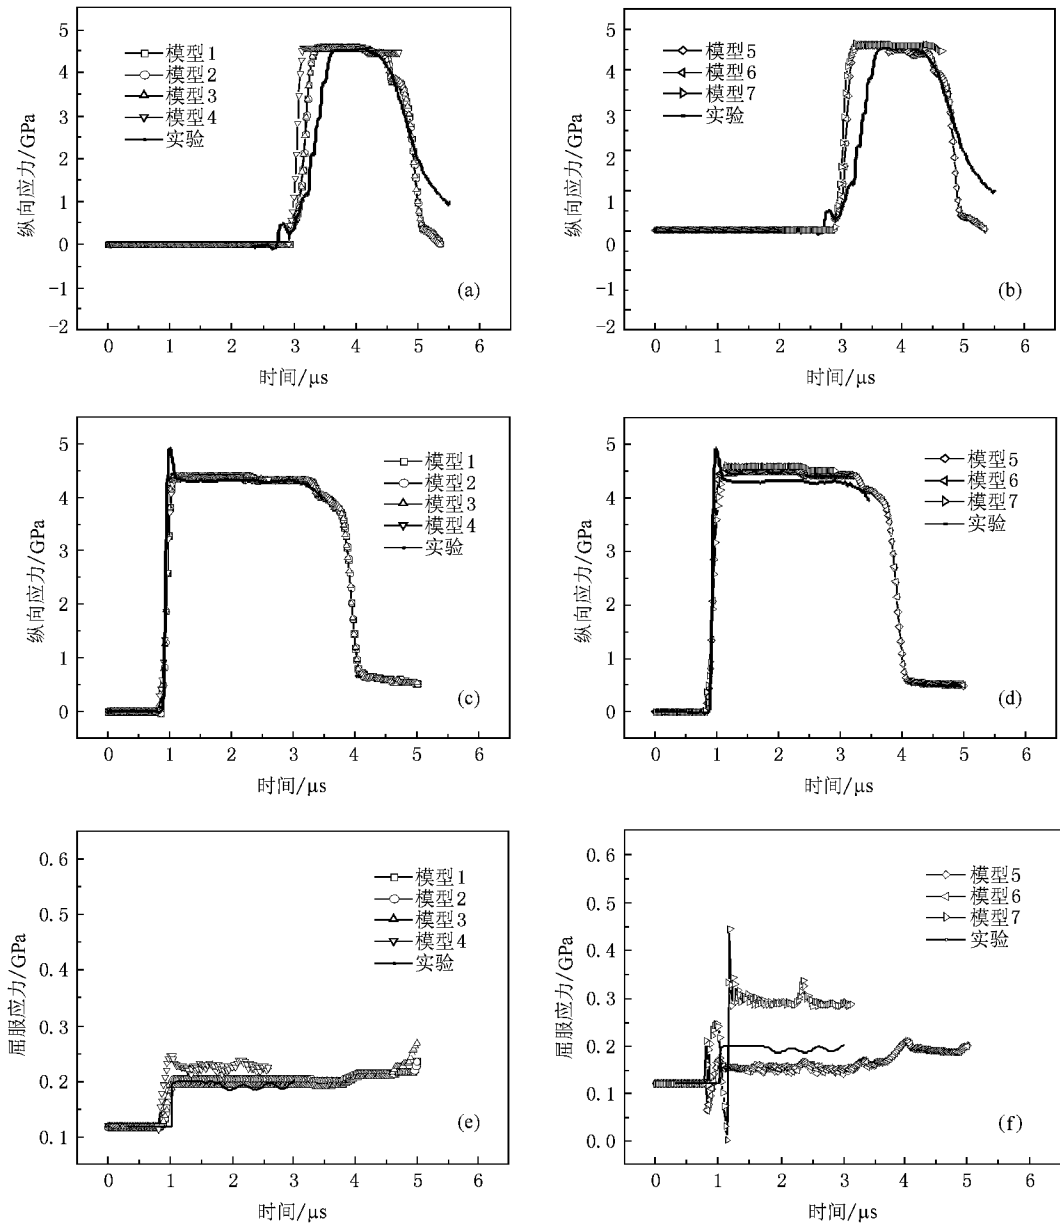 5
4
3
2
1
0
-1
-2
纵向应力/GPa
模型1
模型2
模型3
模型4
实验
(a)
0 1 2 3 4 5 6
时间/μs
5
4
3
2
1
0
-1
-2
纵向应力/GPa
模型5
模型6
模型7
实验
(b)
0 1 2 3 4 5 6
时间/μs
5
4
3
2
1
0
纵向应力/GPa
模型1
模型2
模型3
模型4
实验
(c)
0 1 2 3 4 5 6
时间/μs
5
4
3
2
1
0
纵向应力/GPa
模型5
模型6
模型7
实验
(d)
0 1 2 3 4 5 6
时间/μs
0.6
0.5
0.4
0.3
0.2
0.1
屈服应力/GPa
模型1
模型2
模型3
模型4
实验
(e)
0 1 2 3 4 5 6
时间/μs
0.6
0.5
0.4
0.3
0.2
0.1
0.0
屈服应力/GPa
模型5
模型6
模型7
实验
(f)
0 1 2 3 4 5 6
时间/μs